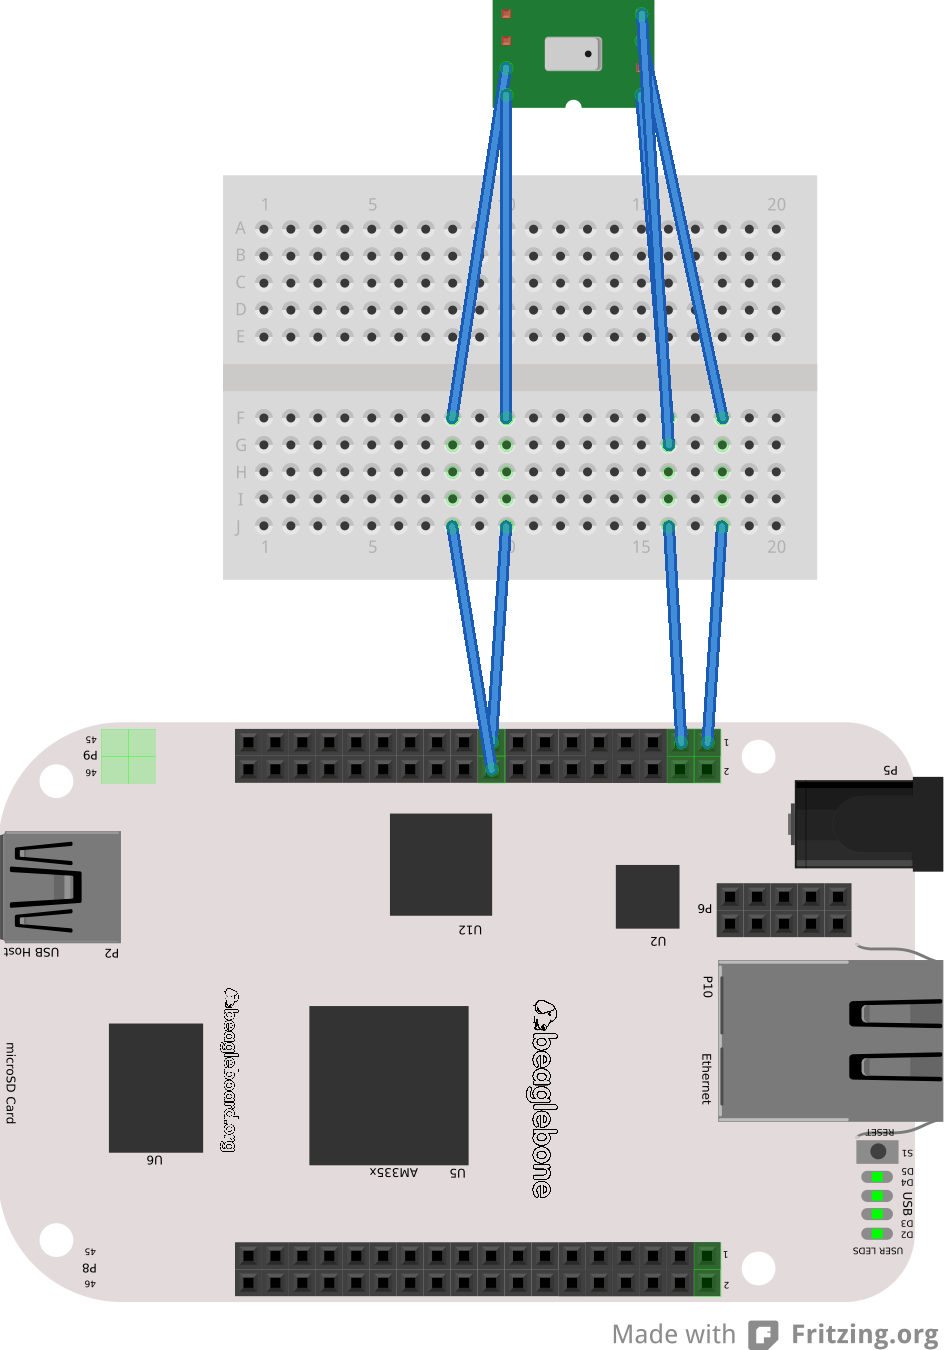 1 5 10 15 20
A
B
C
D
E
F
G
H
I
J
1 5 10 15 20
45
P9
46
1
2
P5
P6
U12
U2
USB Host P2
P10
Ethernet
microSD Card
beagleboard.org
beaglebone
U6
AM335x U5
RESET
S1
D5
D4
USB
D3
D2
USER LEDS
45
P8
46
1
2
Made with Fritzing.org